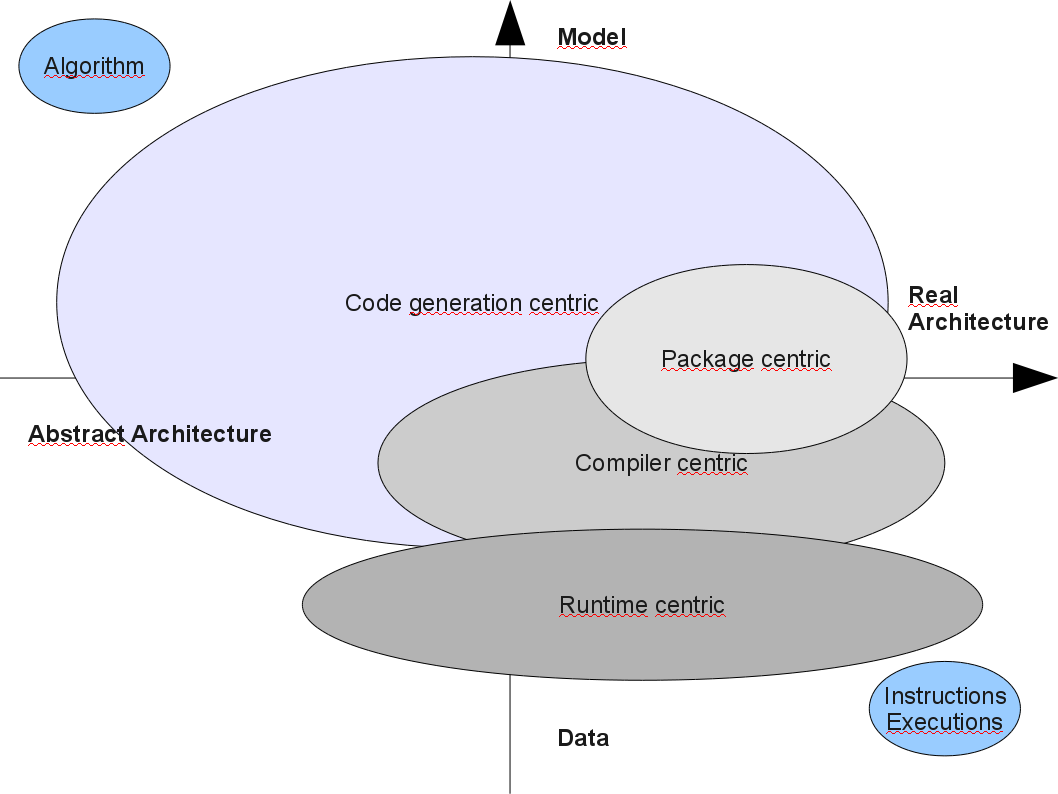 Model
Algorithm
Code generation centric
Real
Architecture
Package centric
Abstract Architecture
Compiler centric
Runtime centric
Instructions
Executions
Data